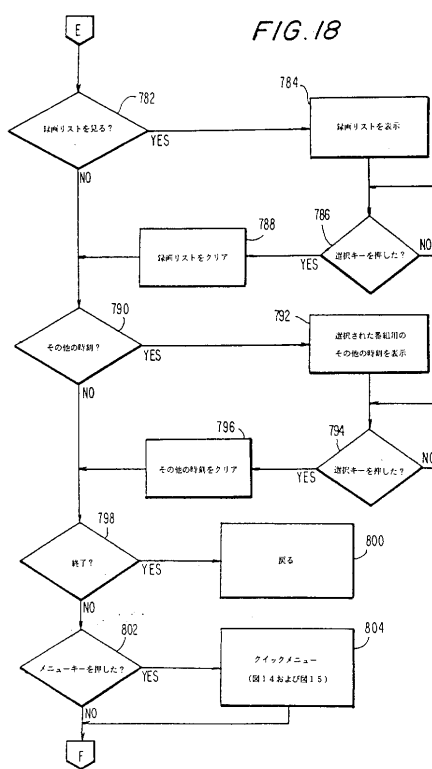 E
FIG. 18
782
録画リストを見る?
YES
NO
784
録画リストを表示
786
選択キーを押した?
YES
NO
788
録画リストをクリア
790
その他の時刻?
YES
NO
792
選択された番組用の
その他の時刻を表示
794
選択キーを押した?
YES
NO
796
その他の時刻をクリア
798
終了?
YES
NO
800
戻る
802
メニューキーを押した?
YES
NO
804
クイックメニュー
(図14および図15)
F